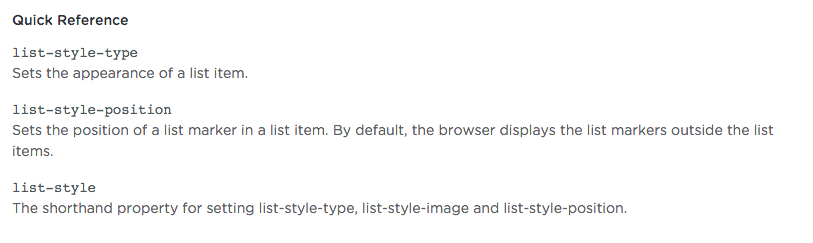 Quick Reference
list-style-type
Sets the appearance of a list item.
list-style-position
Sets the position of a list marker in a list item. By default, the browser displays the list markers outside the list
items.
list-style
The shorthand property for setting list-style-type, list-style-image and list-style-position.